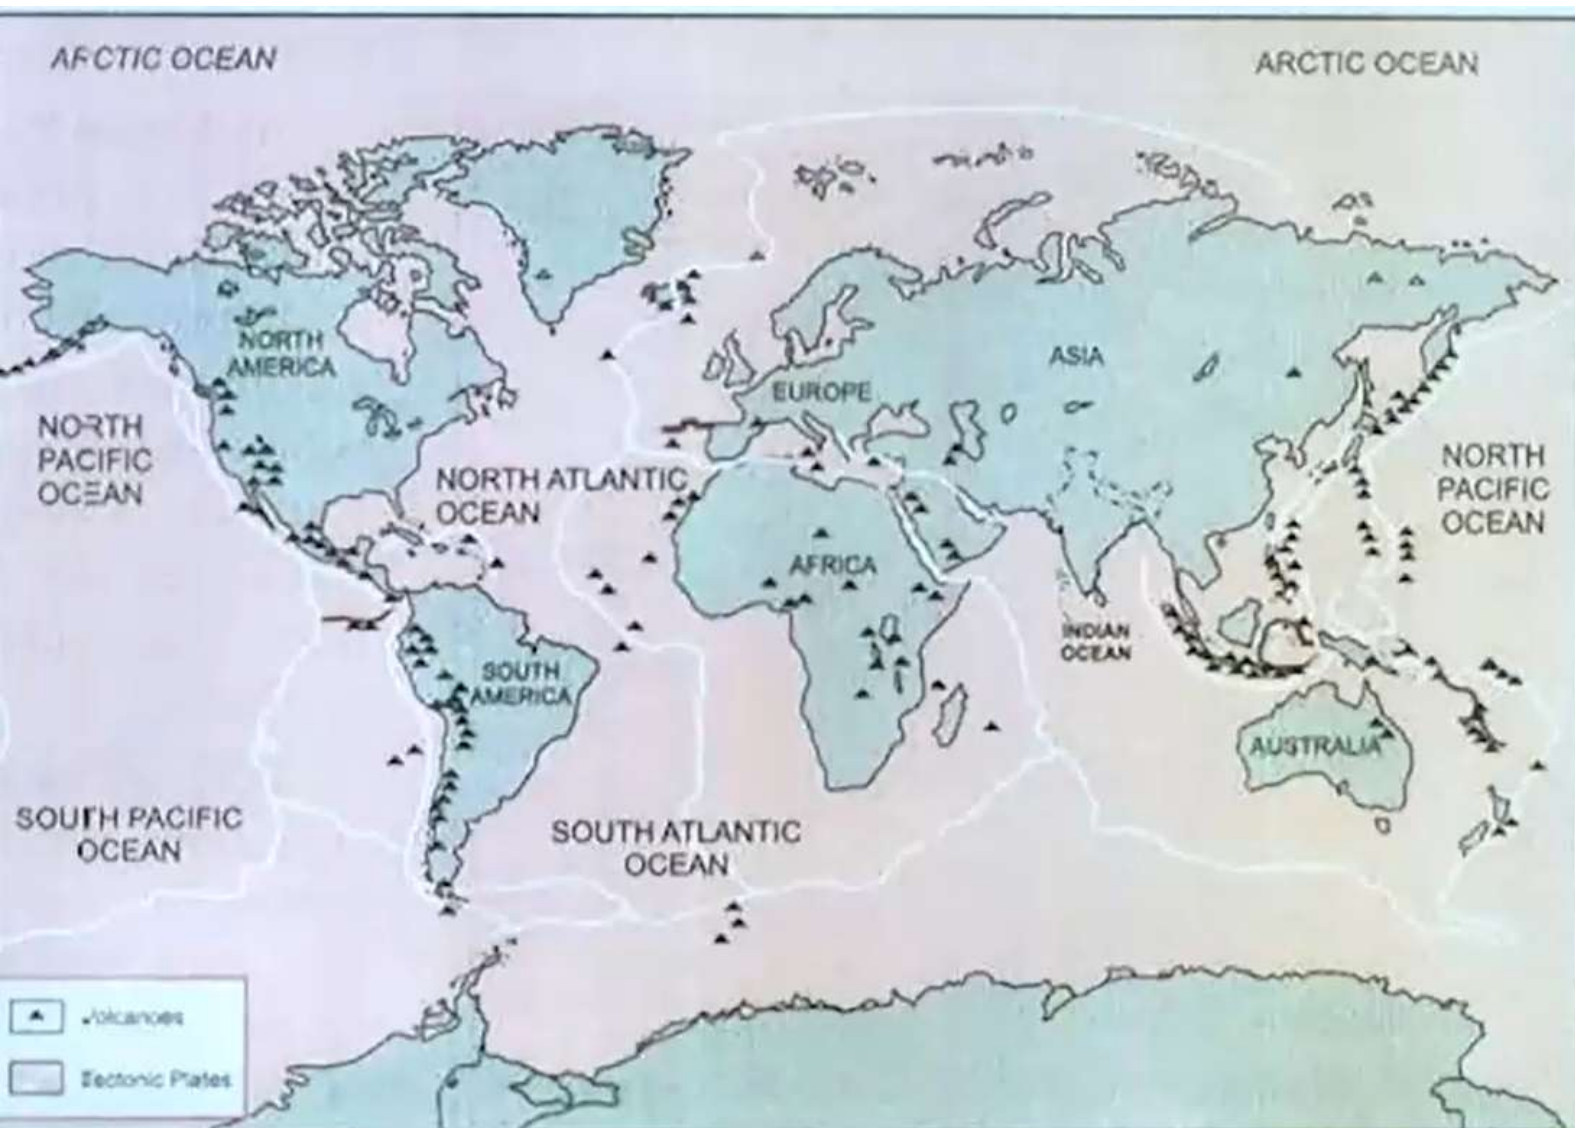 ARCTIC OCEAN
ARCTIC OCEAN
NORTH
AMERICA
ASIA
EUROPE
NORTH
PACIFIC
OCEAN
NORTH ATLANTIC
OCEAN
NORTH
PACIFIC
OCEAN
AFRICA
INDIAN
OCEAN
SOUTH
AMERICA
AUSTRALIA
SOUTH PACIFIC
OCEAN
SOUTH ATLANTIC
OCEAN
Volcanoes
Tectonic Plates